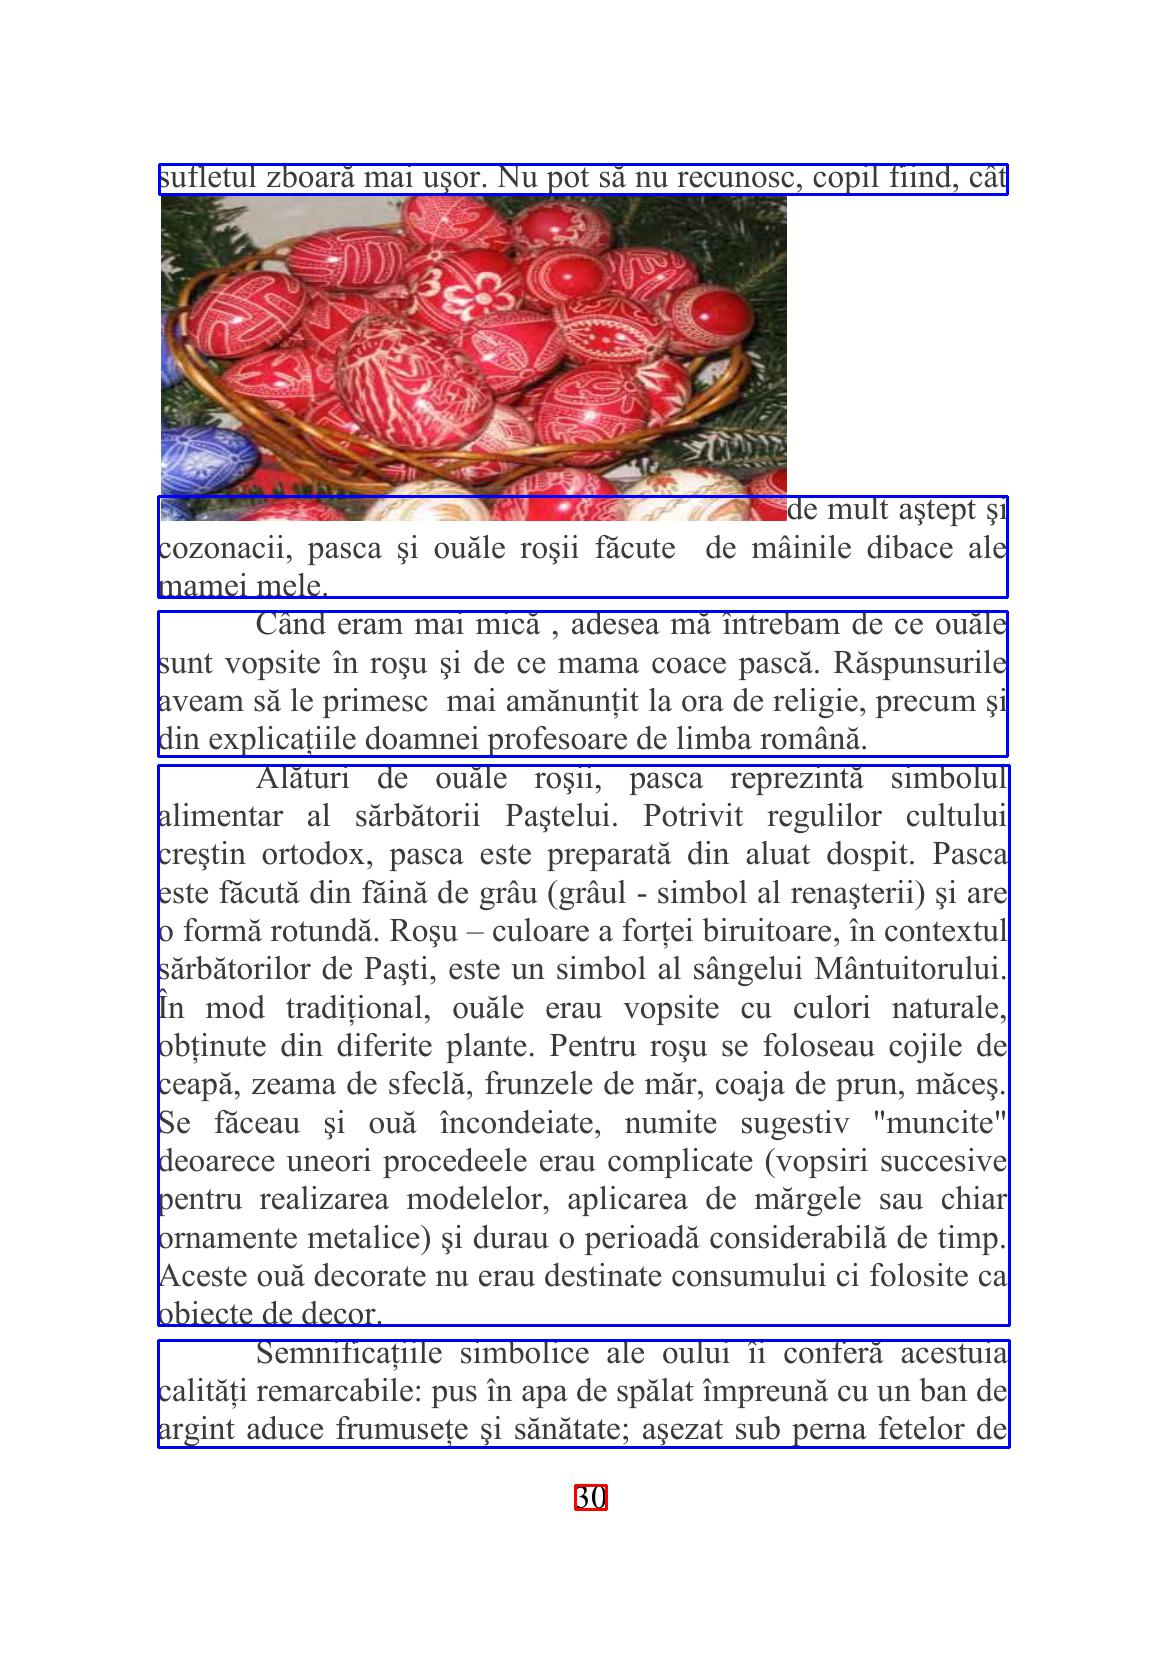 sufletul zboară mai uşor. Nu pot să nu recunosc, copil fiind, cât
de mult aştept şi
cozonacii, pasca şi ouăle roşii făcute  de mâinile dibace ale
mamei mele.
Când eram mai mică , adesea mă întrebam de ce ouăle
sunt vopsite în roşu şi de ce mama coace pască. Răspunsurile
aveam să le primesc  mai amănunţit la ora de religie, precum şi
din explicaţiile doamnei profesoare de limba română.
Alături de ouăle roşii, pasca reprezintă simbolul
alimentar al sărbătorii Paştelui. Potrivit regulilor cultului
creştin ortodox, pasca este preparată din aluat dospit. Pasca
este făcută din făină de grâu (grâul - simbol al renaşterii) şi are
o formă rotundă. Roşu – culoare a forţei biruitoare, în contextul
sărbătorilor de Paşti, este un simbol al sângelui Mântuitorului.
În mod tradiţional, ouăle erau vopsite cu culori naturale,
obţinute din diferite plante. Pentru roşu se foloseau cojile de
ceapă, zeama de sfeclă, frunzele de măr, coaja de prun, măceş.
Se făceau şi ouă încondeiate, numite sugestiv "muncite"
deoarece uneori procedeele erau complicate (vopsiri succesive
pentru realizarea modelelor, aplicarea de mărgele sau chiar
ornamente metalice) şi durau o perioadă considerabilă de timp.
Aceste ouă decorate nu erau destinate consumului ci folosite ca
obiecte de decor.
Semnificaţiile simbolice ale oului îi conferă acestuia
calităţi remarcabile: pus în apa de spălat împreună cu un ban de
argint aduce frumuseţe şi sănătate; aşezat sub perna fetelor de
30